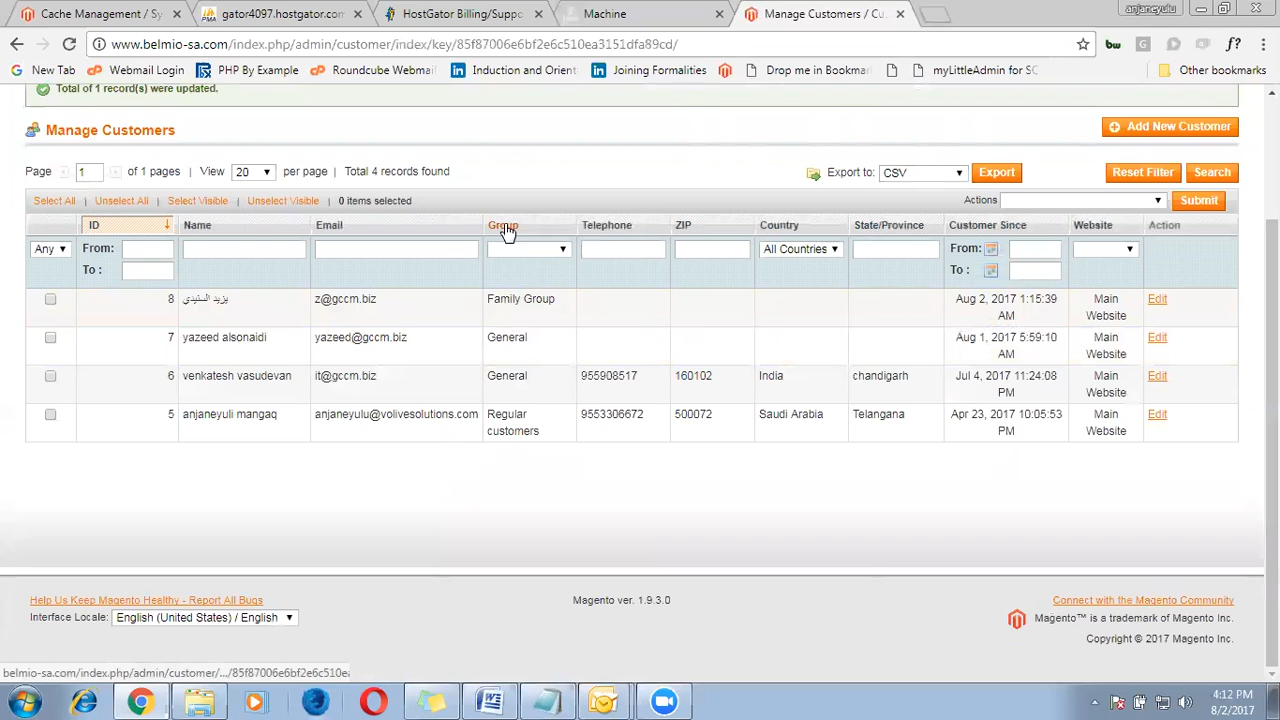 Cache Management / Sy
gator4097.hostgator.com
HostGator Billing/Suppo
Machine
Manage Customers / Cu
anjaneyulu
www.belmio-sa.com/index.php/admin/customer/index/key/85f87006e6bf2e6c510ea3151dfa89cd/
New Tab
Webmail Login
PHP By Example
Roundcube Webmai
Induction and Orient
Joining Formalities
Drop me in Bookmar
myLittleAdmin for SC
Other bookmarks
Total of 1 record(s) were updated.
Manage Customers
Add New Customer
Page 1 of 1 pages | View 20 per page | Total 4 records found
Export to: CSV Export Reset Filter Search
Select All | Unselect All | Select Visible | Unselect Visible | 0 items selected
Actions Submit
ID Name Email Group Telephone ZIP Country State/Province Customer Since Website Action
Any From: All Countries From:
To : To :
8 z@gccm.biz Family Group Aug 2, 2017 1:15:39 AM Main Website Edit
7 yazeed alsonaidi yazeed@gccm.biz General Aug 1, 2017 5:59:10 AM Main Website Edit
6 venkatesh vasudevan it@gccm.biz General 955908517 160102 India chandigarh Jul 4, 2017 11:24:08 PM Main Website Edit
5 anjaneyuli mangaq anjaneyulu@volivesolutions.com Regular customers 9553306672 500072 Saudi Arabia Telangana Apr 23, 2017 10:05:53 PM Main Website Edit
Help Us Keep Magento Healthy - Report All Bugs
Magento ver. 1.9.3.0
Connect with the Magento Community
Interface Locale: English (United States) / English
Magento™ is a trademark of Magento Inc.
Copyright © 2017 Magento Inc.
belmio-sa.com/index.php/admin/customer/.../85f87006e6bf2e6c510ea
4:12 PM
8/2/2017